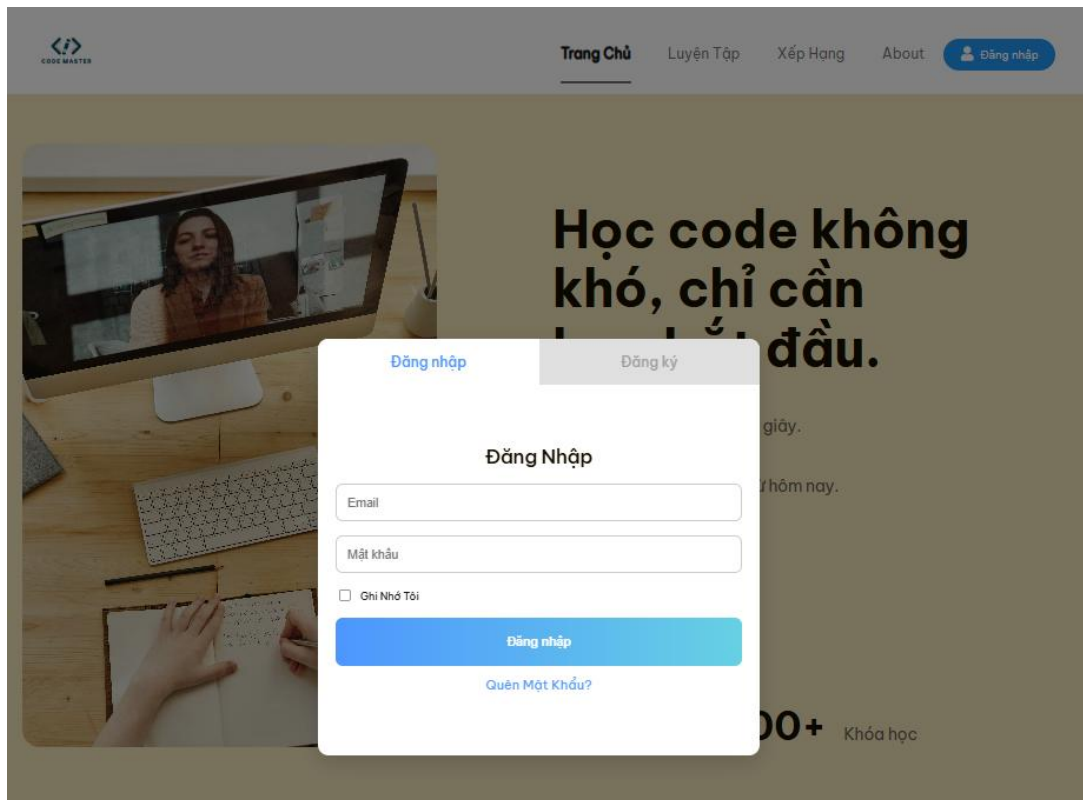 CODE MASTER
Trang Chủ
Luyện Tập
Xếp Hạng
About
Đăng nhập
Học code không
khó, chỉ cần
đầu.
giây.
hôm nay.
00+
Khóa học
Đăng nhập
Đăng ký
Đăng Nhập
Email
Mật khẩu
Ghi Nhớ Tôi
Đăng nhập
Quên Mật Khẩu?